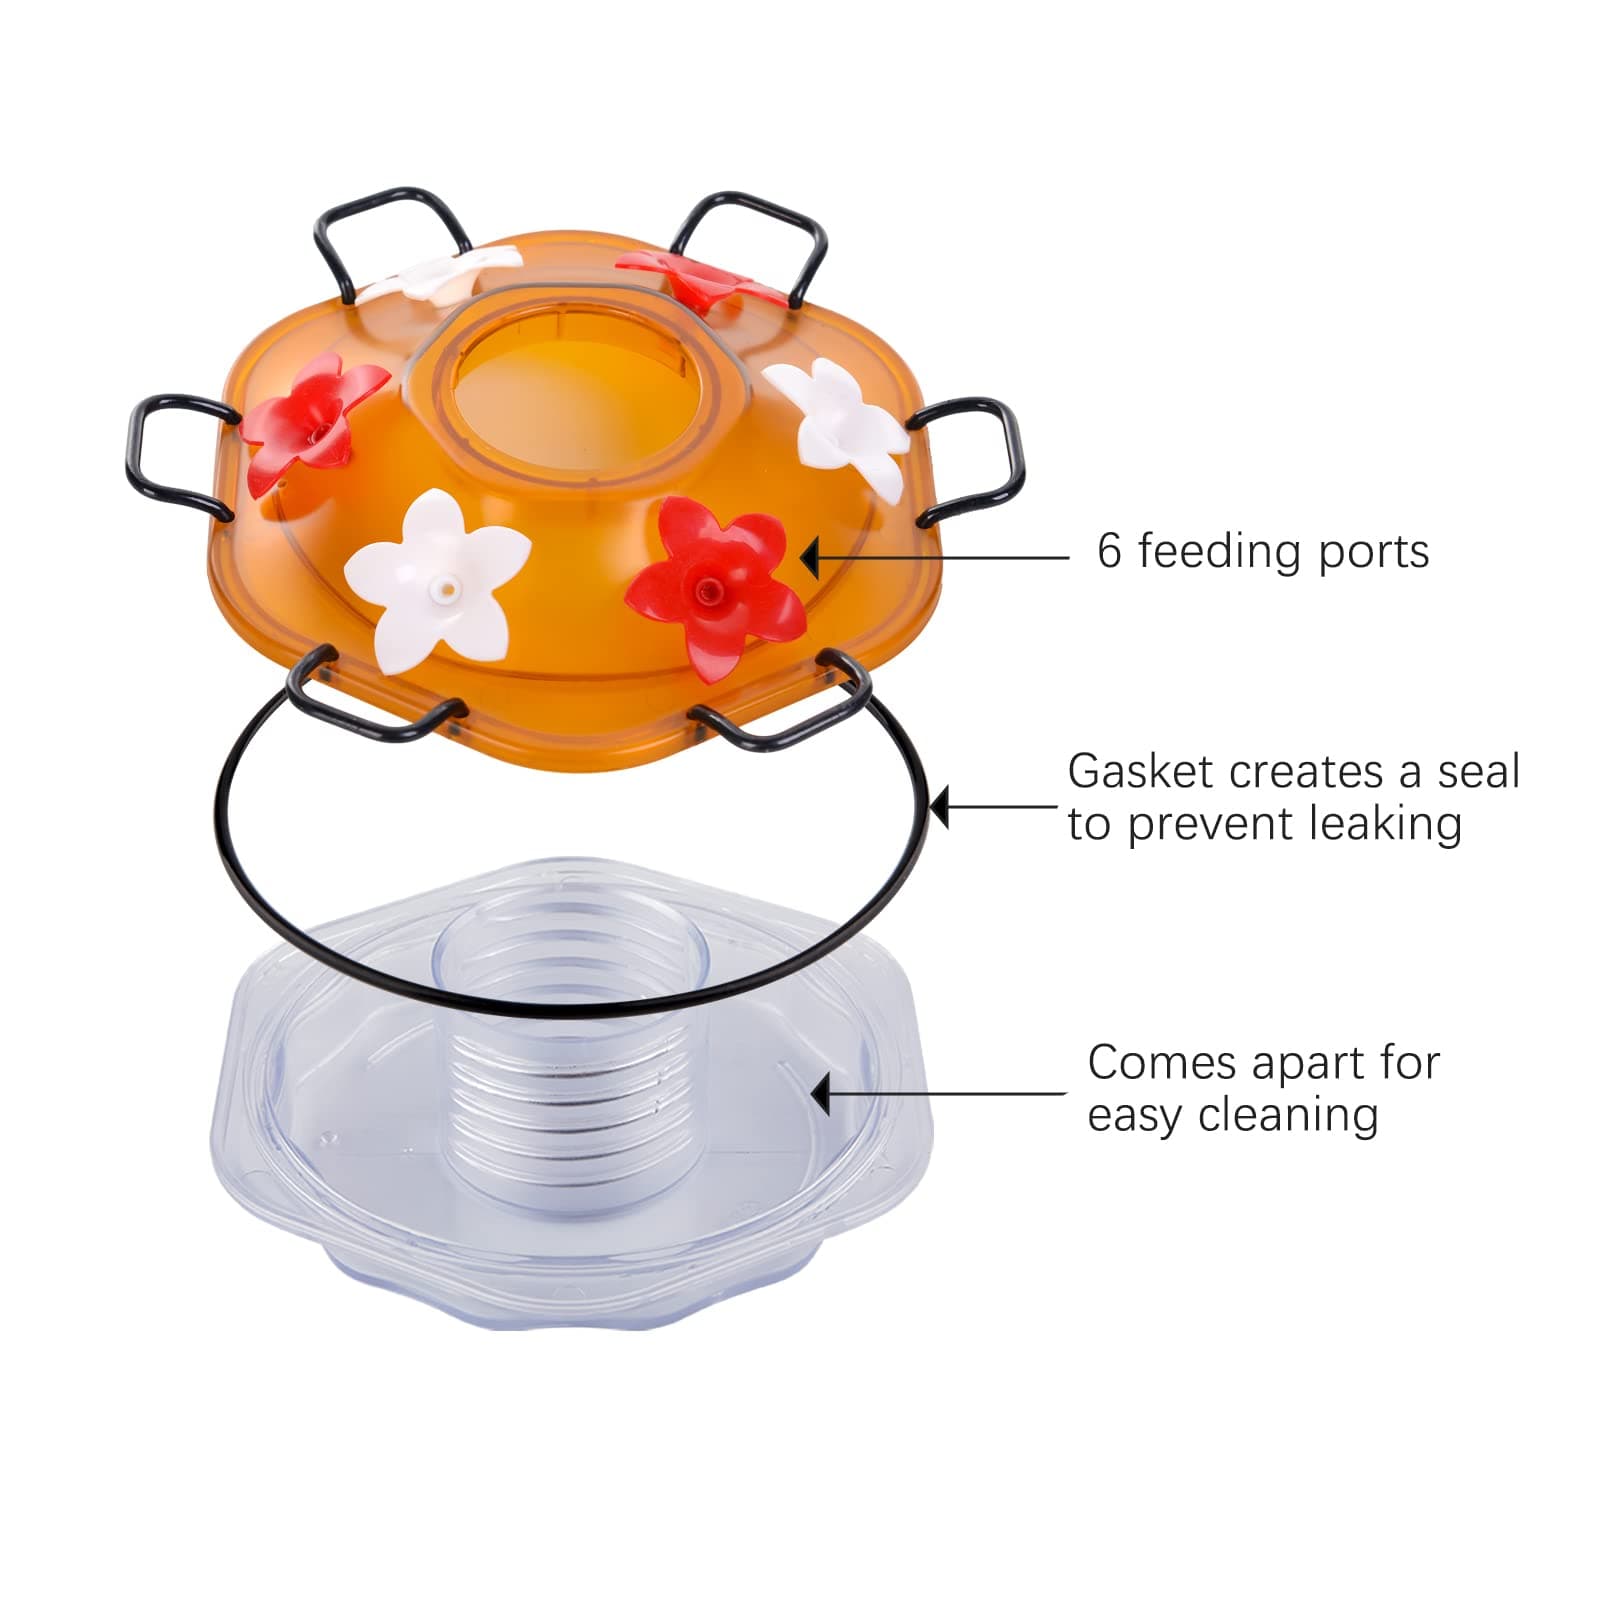 6 feeding ports
Gasket creates a seal
to prevent leaking
Comes apart for
easy cleaning